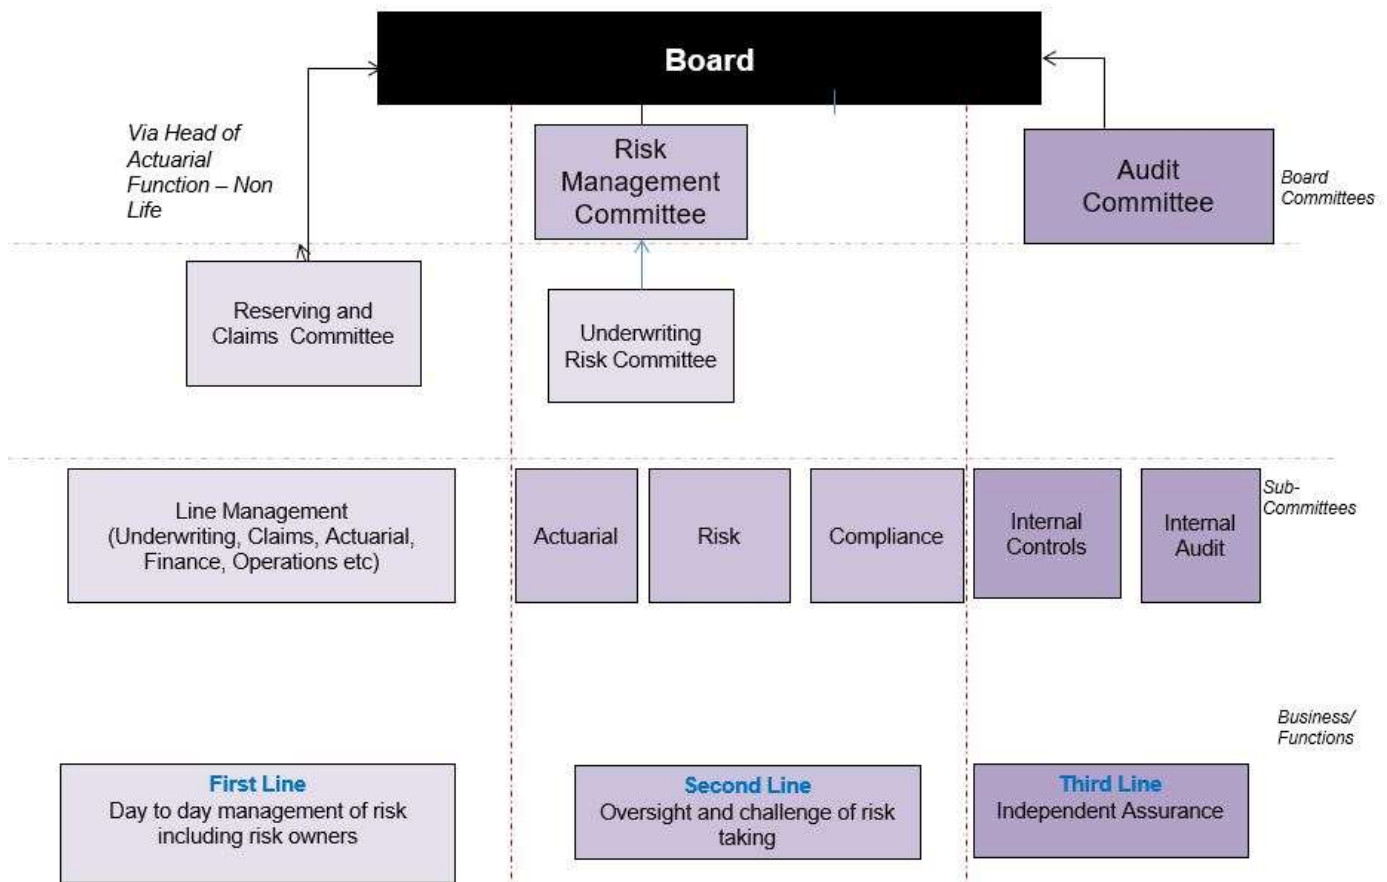 Board
Via Head of
Actuarial
Function – Non
Life
Risk
Management
Committee
Audit
Committee
Board
Committees
Reserving and
Claims  Committee
Underwriting
Risk Committee
Line Management
(Underwriting, Claims, Actuarial,
Finance, Operations etc)
Actuarial
Risk
Compliance
Internal
Controls
Internal
Audit
Sub-
Committees
Business/
Functions
First Line
Day to day management of risk
including risk owners
Second Line
Oversight and challenge of risk
taking
Third Line
Independent Assurance